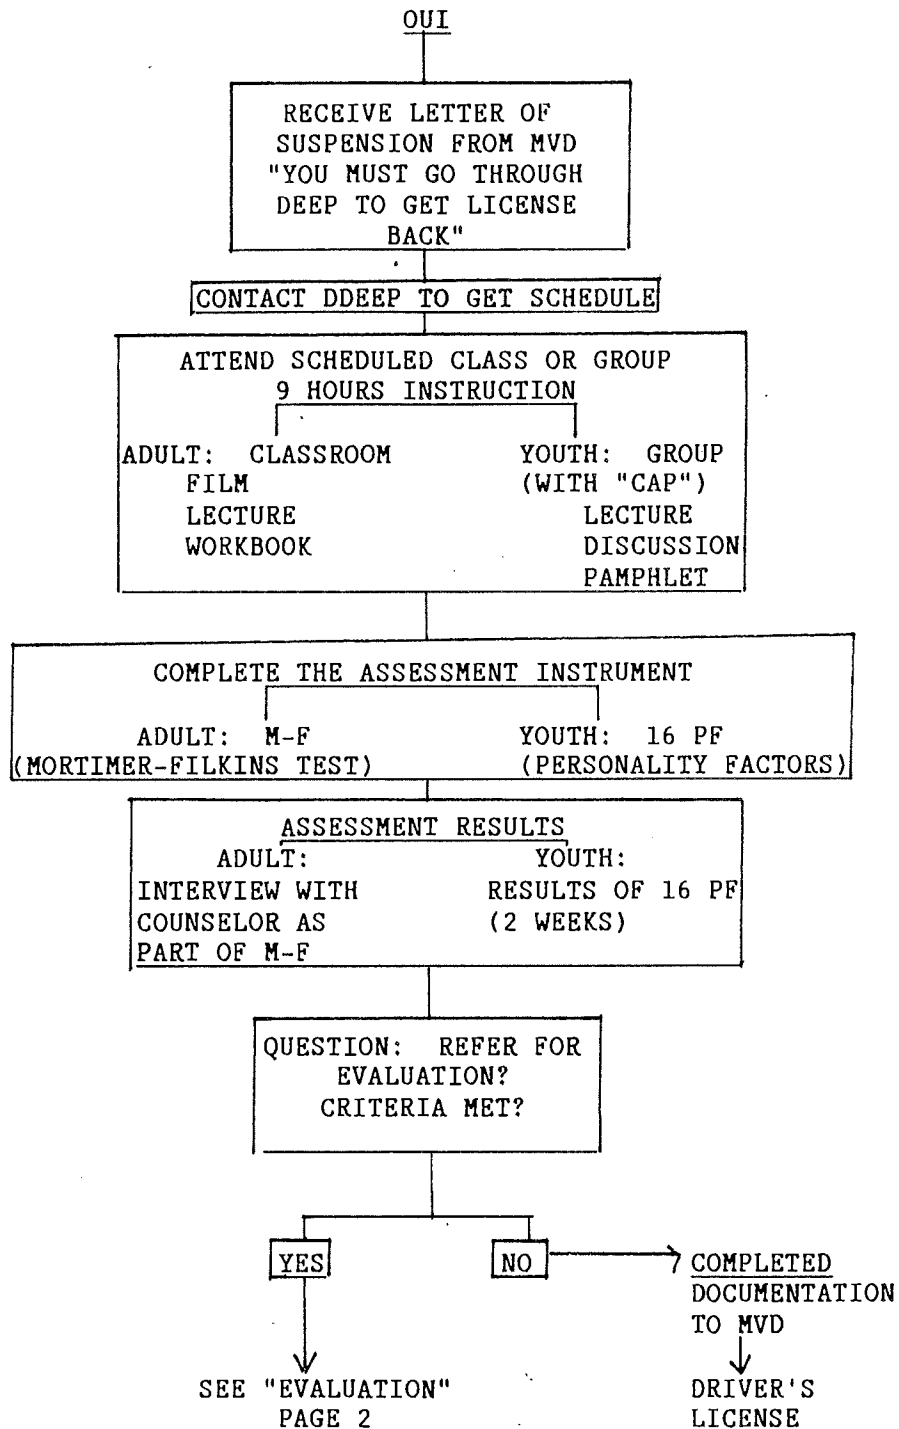 OUI
RECEIVE LETTER OF
SUSPENSION FROM MVD
"YOU MUST GO THROUGH
DEEP TO GET LICENSE
BACK"
CONTACT DDEEP TO GET SCHEDULE
ATTEND SCHEDULED CLASS OR GROUP
9 HOURS INSTRUCTION
ADULT: CLASSROOM
FILM
LECTURE
WORKBOOK
YOUTH: GROUP
(WITH "CAP")
LECTURE
DISCUSSION
PAMPHLET
COMPLETE THE ASSESSMENT INSTRUMENT
ADULT: M-F
(MORTIMER-FILKINS TEST)
YOUTH: 16 PF
(PERSONALITY FACTORS)
ASSESSMENT RESULTS
ADULT:
INTERVIEW WITH
COUNSELOR AS
PART OF M-F
YOUTH:
RESULTS OF 16 PF
(2 WEEKS)
QUESTION: REFER FOR
EVALUATION?
CRITERIA MET?
YES
SEE "EVALUATION"
PAGE 2
NO
COMPLETED
DOCUMENTATION
TO MVD
DRIVER'S
LICENSE